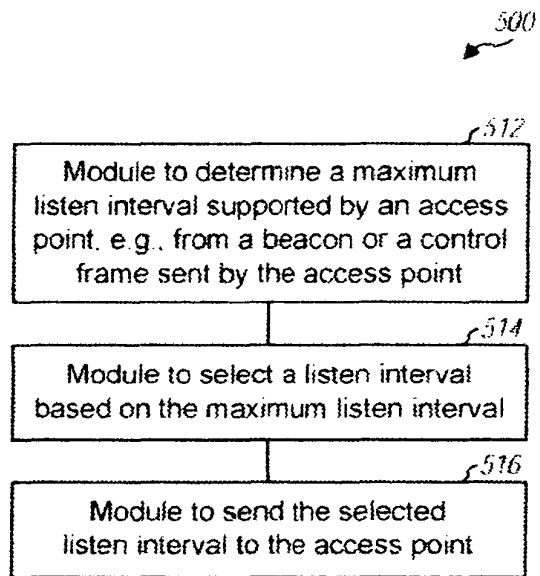 500
512
Module to determine a maximum
listen interval supported by an access
point, e.g., from a beacon or a control
frame sent by the access point
514
Module to select a listen interval
based on the maximum listen interval
516
Module to send the selected
listen interval to the access point